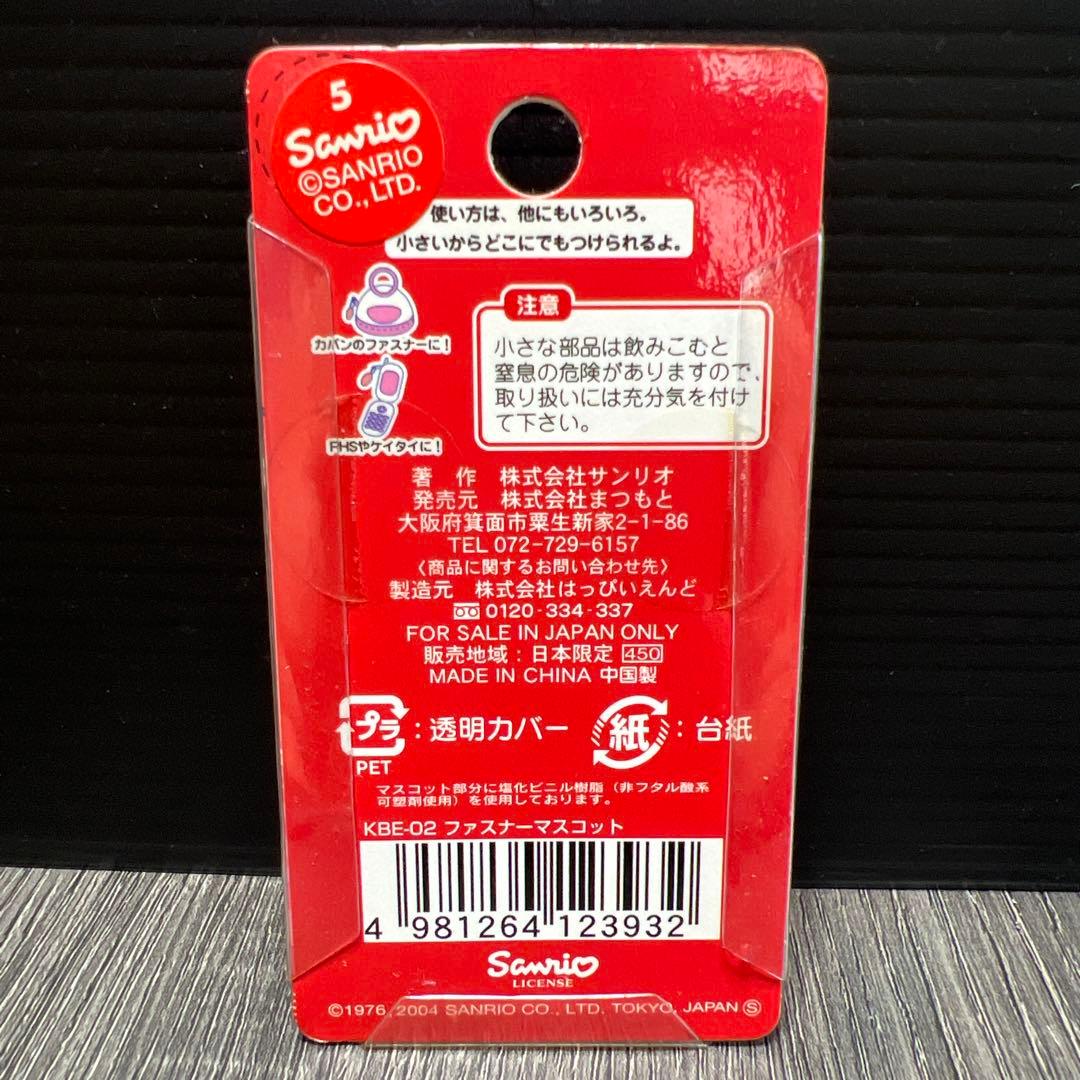 5
Sanrio
©SANRIO
CO., LTD.
使い方は、他にもいろいろ。
小さいからどこにでもつけられるよ。
カバンのファスナーに!
PHSやケイタイに!
注意
小さな部品は飲みこむと
窒息の危険がありますので、
取り扱いには充分気を付け
て下さい。
著 作 株式会社サンリオ
発売元 株式会社まつもと
大阪府箕面市粟生新家2-1-86
TEL 072-729-6157
〈商品に関するお問い合わせ先〉
製造元 株式会社はっぴいえんど
0120-334-337
FOR SALE IN JAPAN ONLY
販売地域:日本限定 450
MADE IN CHINA 中国製
プラ:透明カバー 紙:台紙
PET
マスコット部分に塩化ビニル樹脂(非フタル酸系
可塑剤使用)を使用しております。
KBE-02 ファスナーマスコット
4 981264 123932
Sanrio
LICENSE
©1976,2004 SANRIO CO., LTD. TOKYO, JAPAN Ⓢ